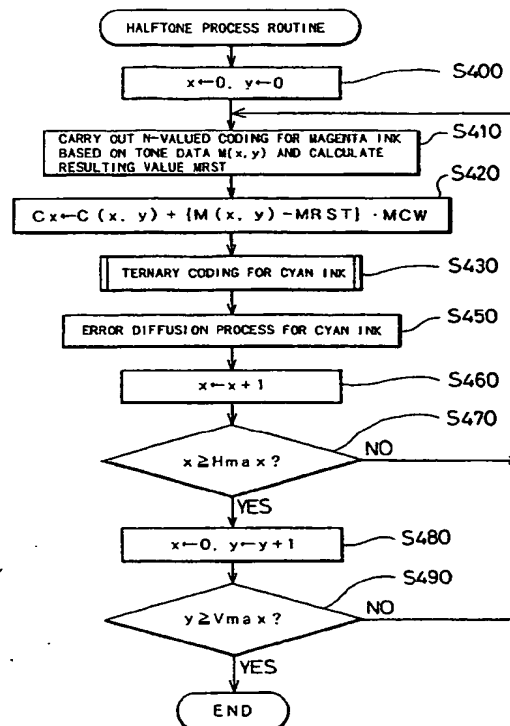 HALFTONE PROCESS ROUTINE
x←0, y←0
S400
CARRY OUT N-VALUED CODING FOR MAGENTA INK
BASED ON TONE DATA M(x,y) AND CALCULATE
RESULTING VALUE MRST
S410
S420
Cx←C (x, y) + {M (x, y) -MRST} · MCW
S430
TERNARY CODING FOR CYAN INK
S450
ERROR DIFFUSION PROCESS FOR CYAN INK
x←x+1
S460
S470
x≥Hmax?
NO
YES
x←0, y←y+1
S480
S490
y≥Vmax?
NO
YES
END